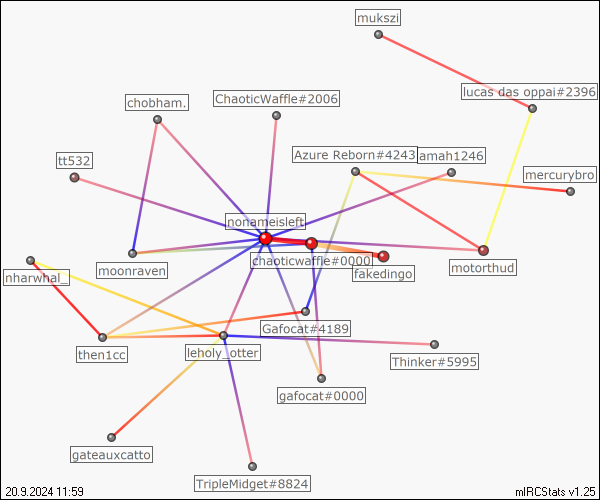 mukszi
lucas das oppai#2396
chobham.
ChaoticWaffle#2006
tt532
Azure Reborn#4243
amah1246
mercurybro
nonameisleft
moonraven
chaoticwaffle#0000
fakedingo
motorthud
nharwhal_
Gafocat#4189
then1cc
leholy_otter
Thinker#5995
gafocat#0000
gateauxcatto
TripleMidget#8824
20.9.2024 11:59
mIRCStats v1.25